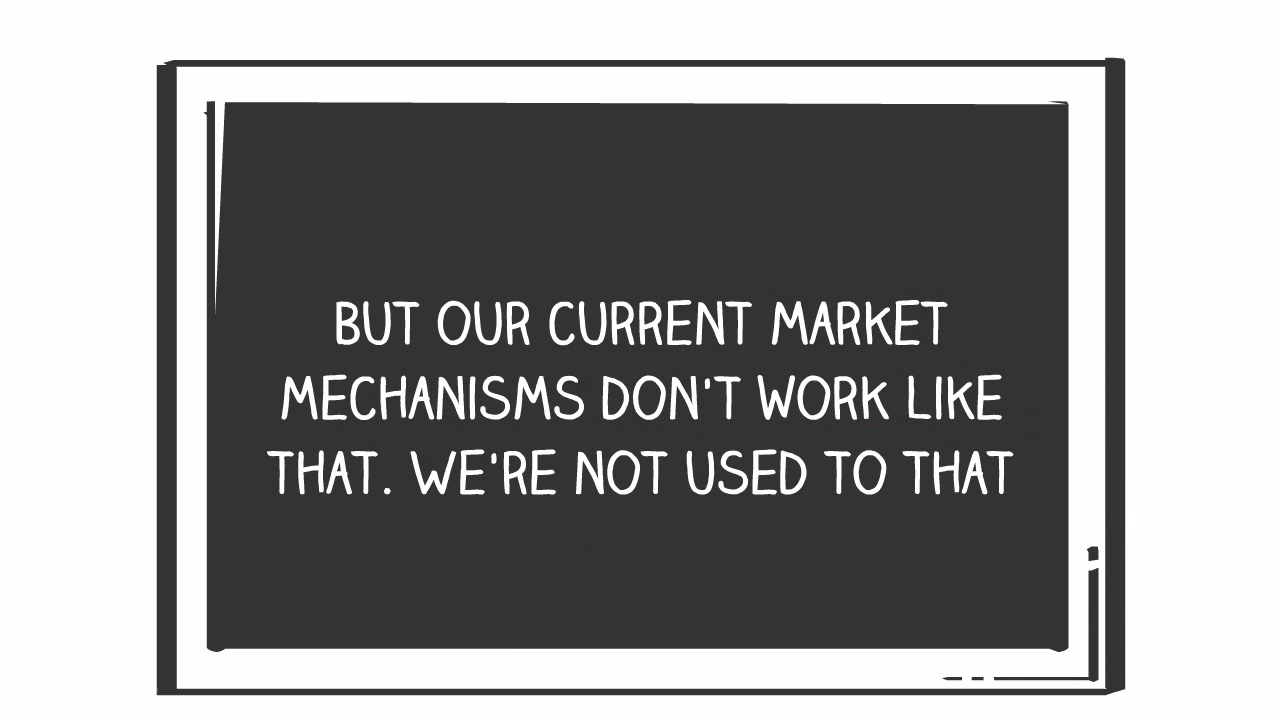 BUT OUR CURRENT MARKET
MECHANISMS DON'T WORK LIKE
THAT. WE'RE NOT USED TO THAT